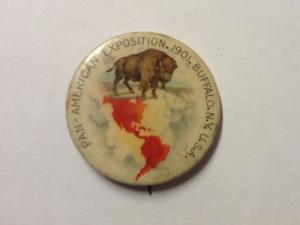 PAN-AMERICAN EXPOSITION. 1901. BUFFALO. N.Y. U.S.A.